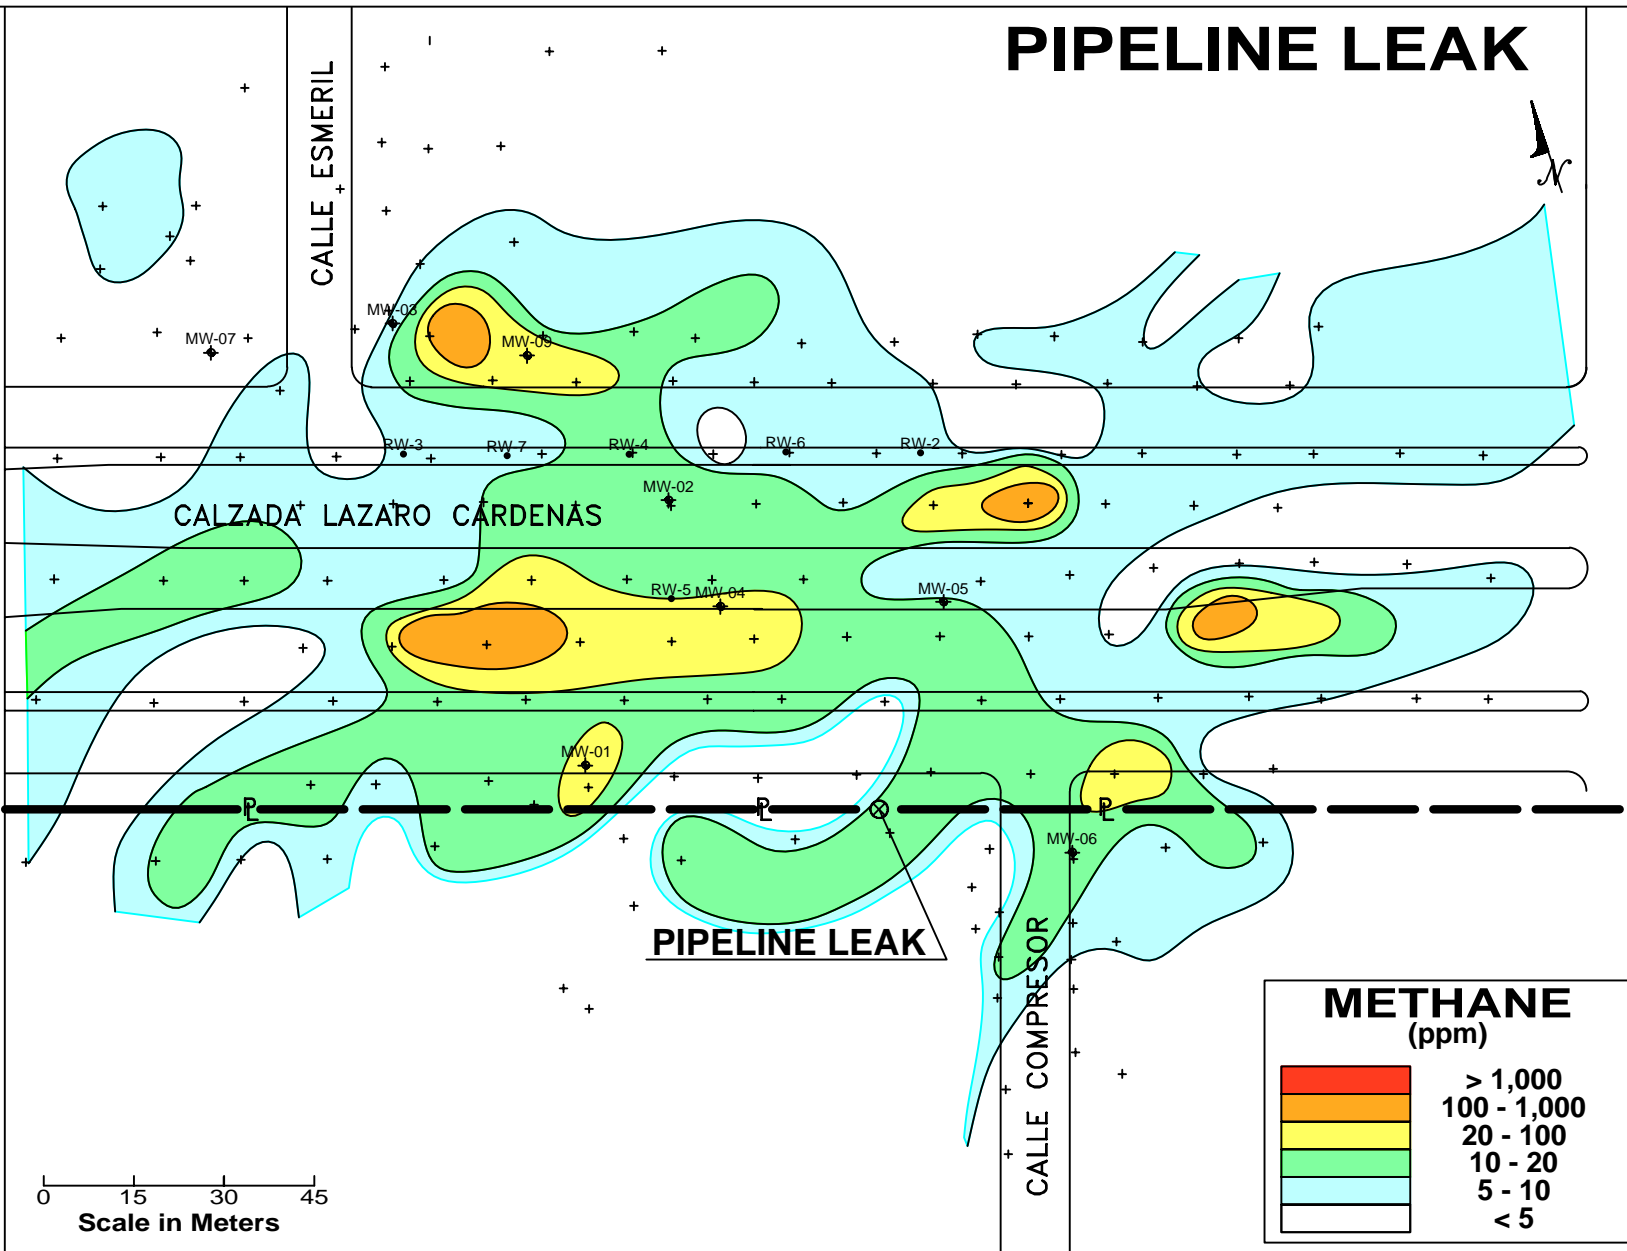 PIPELINE LEAK
CALLE ESMERIL
N
MW-03
MW-07
MW-09
RW-3
RW-7
RW-4
RW-6
RW-2
MW-02
CALZADA LAZARO CARDENAS
RW-5
MW-04
MW-05
MW-01
PL
PL
PL
MW-06
PIPELINE LEAK
CALLE COMPRESOR
METHANE
(ppm)
> 1,000
100 - 1,000
20 - 100
10 - 20
5 - 10
< 5
0 15 30 45
Scale in Meters